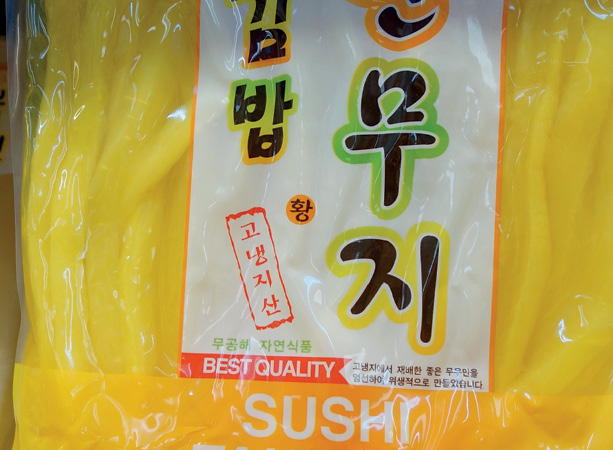 김밥
단무지
황
고냉지산
무공해 자연식품
BEST QUALITY
고냉지에서 재배한 좋은 무우만을
엄선하여 위생적으로 만들었습니다
SUSHI